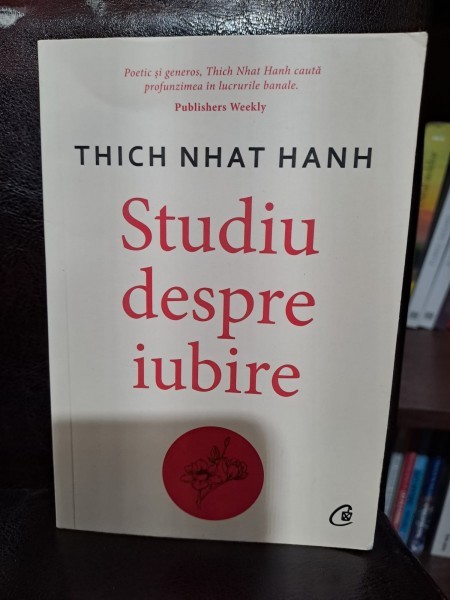 Poetic și generos, Thich Nhat Hanh caută
profunzimea în lucrurile banale.
Publishers Weekly
THICH NHAT HANH
Studiu
despre
iubire